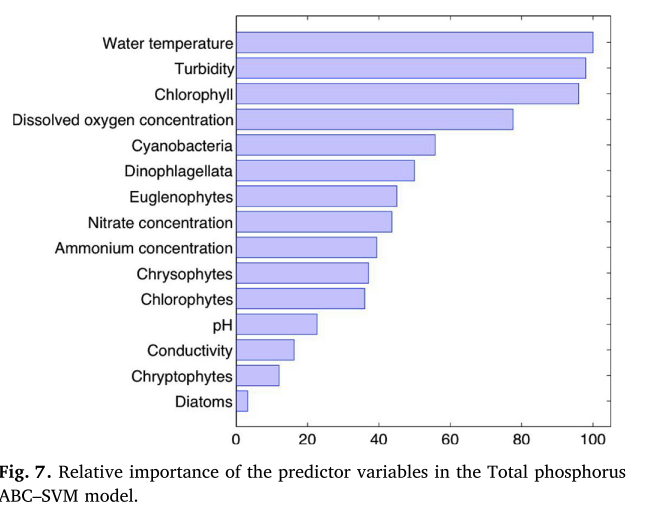 Water temperature
Turbidity
Chlorophyll
Dissolved oxygen concentration
Cyanobacteria
Dinophlagellata
Euglenophytes
Nitrate concentration
Ammonium concentration
Chrysophytes
Chlorophytes
pH
Conductivity
Chryptophytes
Diatoms
0 20 40 60 80 100
Fig. 7. Relative importance of the predictor variables in the Total phosphorus
ABC–SVM model.